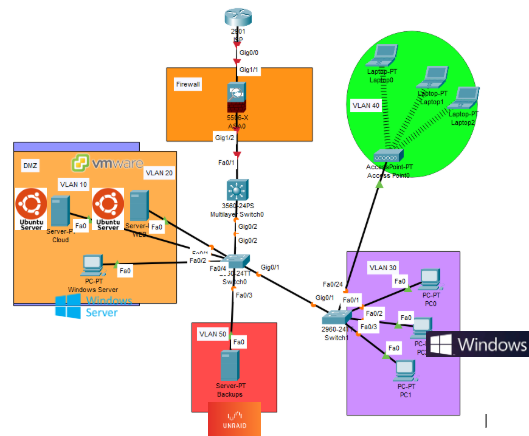 2901
Gig0/0
Gig1/1
Firewall
5506-X
Gig1/2
Fa0/1
3560-24PS
Multilayer Switch0
Gig0/2
Gig0/2
Switch0
Gig0/1
Fa0/3
Fa0/2
Fa0/4
DMZ
vmware
VLAN 10
VLAN 20
Ubuntu
Server
Server-PT
Cloud
Fa0
Ubuntu
Server
Fa0
PC-PT
Windows Server
Fa0
Windows
Server
VLAN 50
Fa0
Server-PT
Backups
UNRAID
Laptop-PT
Laptop0
Laptop-PT
Laptop1
Laptop-PT
Laptop2
VLAN 40
AccessPoint-PT
Access Point0
Fa0/24
Gig0/1
Fa0/1
Fa0/2
Fa0/3
Switch1
VLAN 30
Fa0
PC-PT
PC0
Fa0
Windows
Fa0
PC-PT
PC1